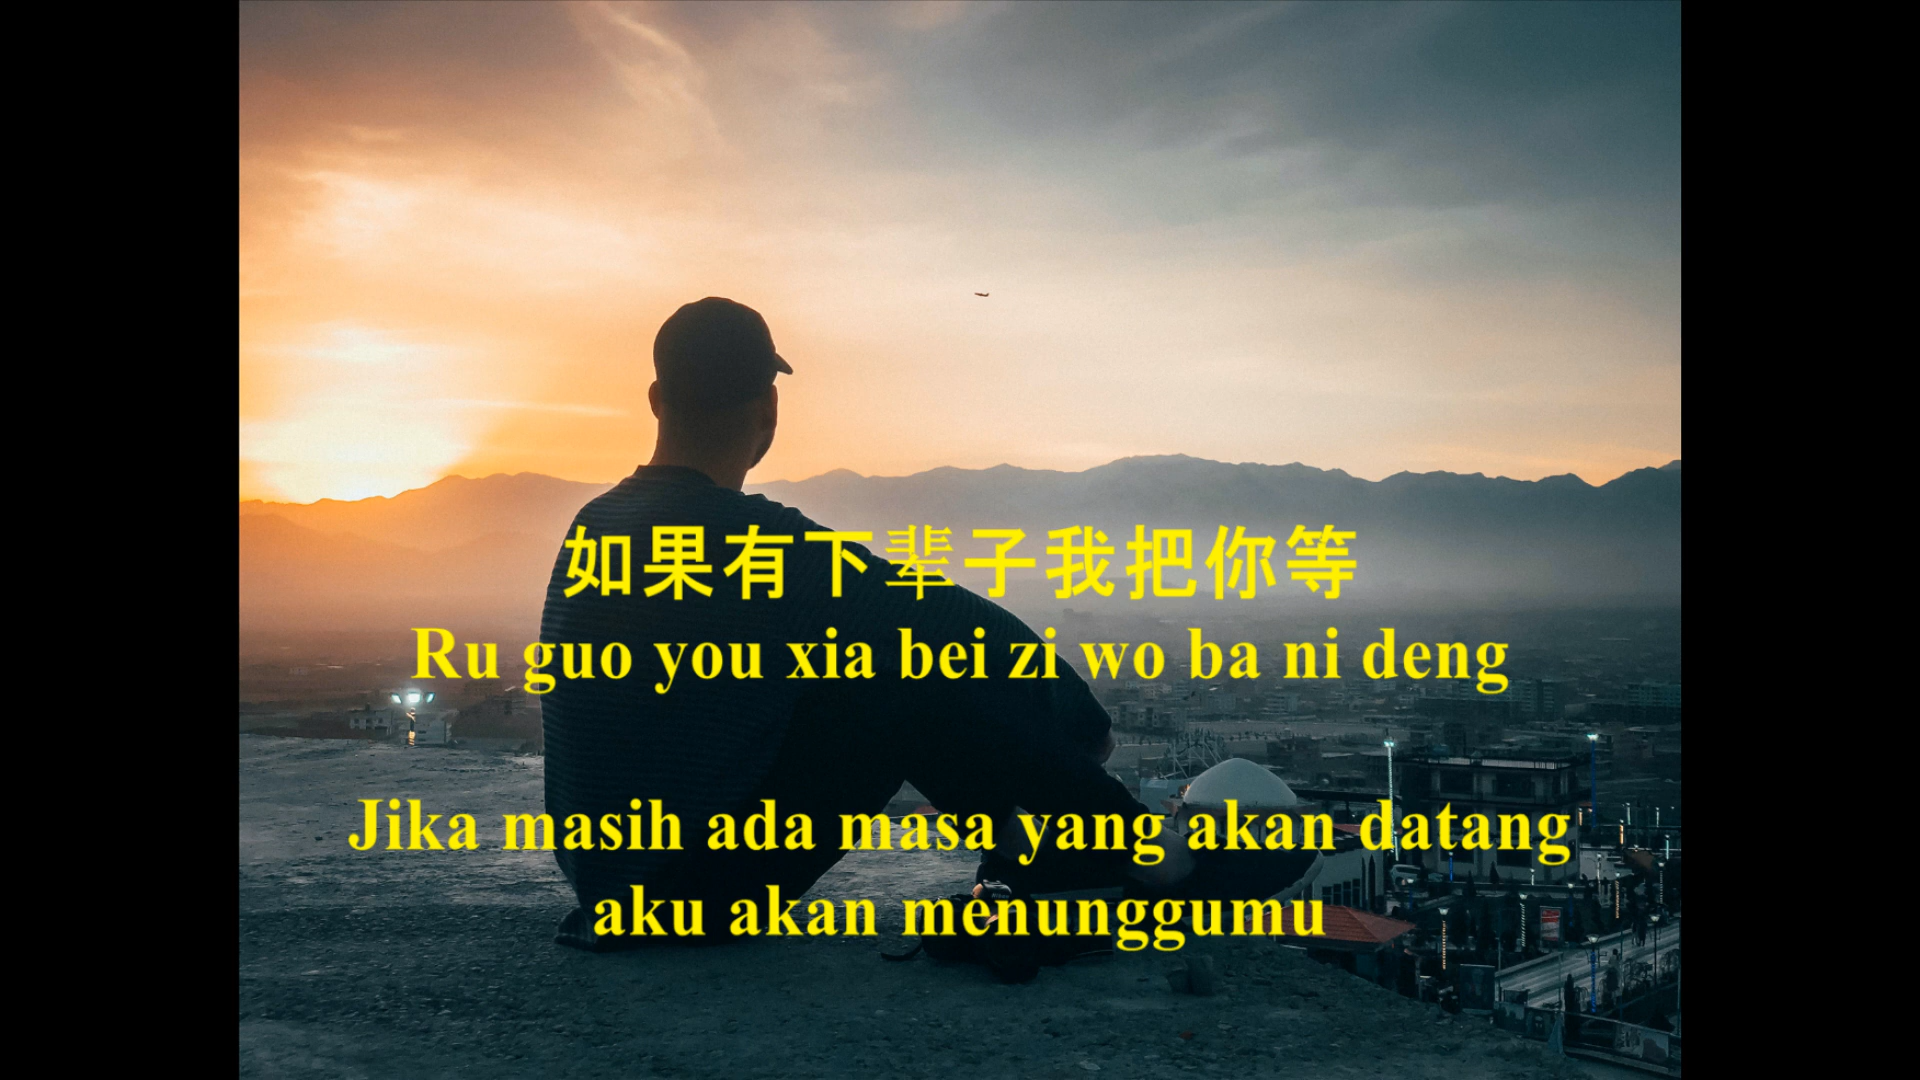 如果有下辈子我把你等
Ru guo you xia bei zi wo ba ni deng
Jika masih ada masa yang akan datang
aku akan menunggumu